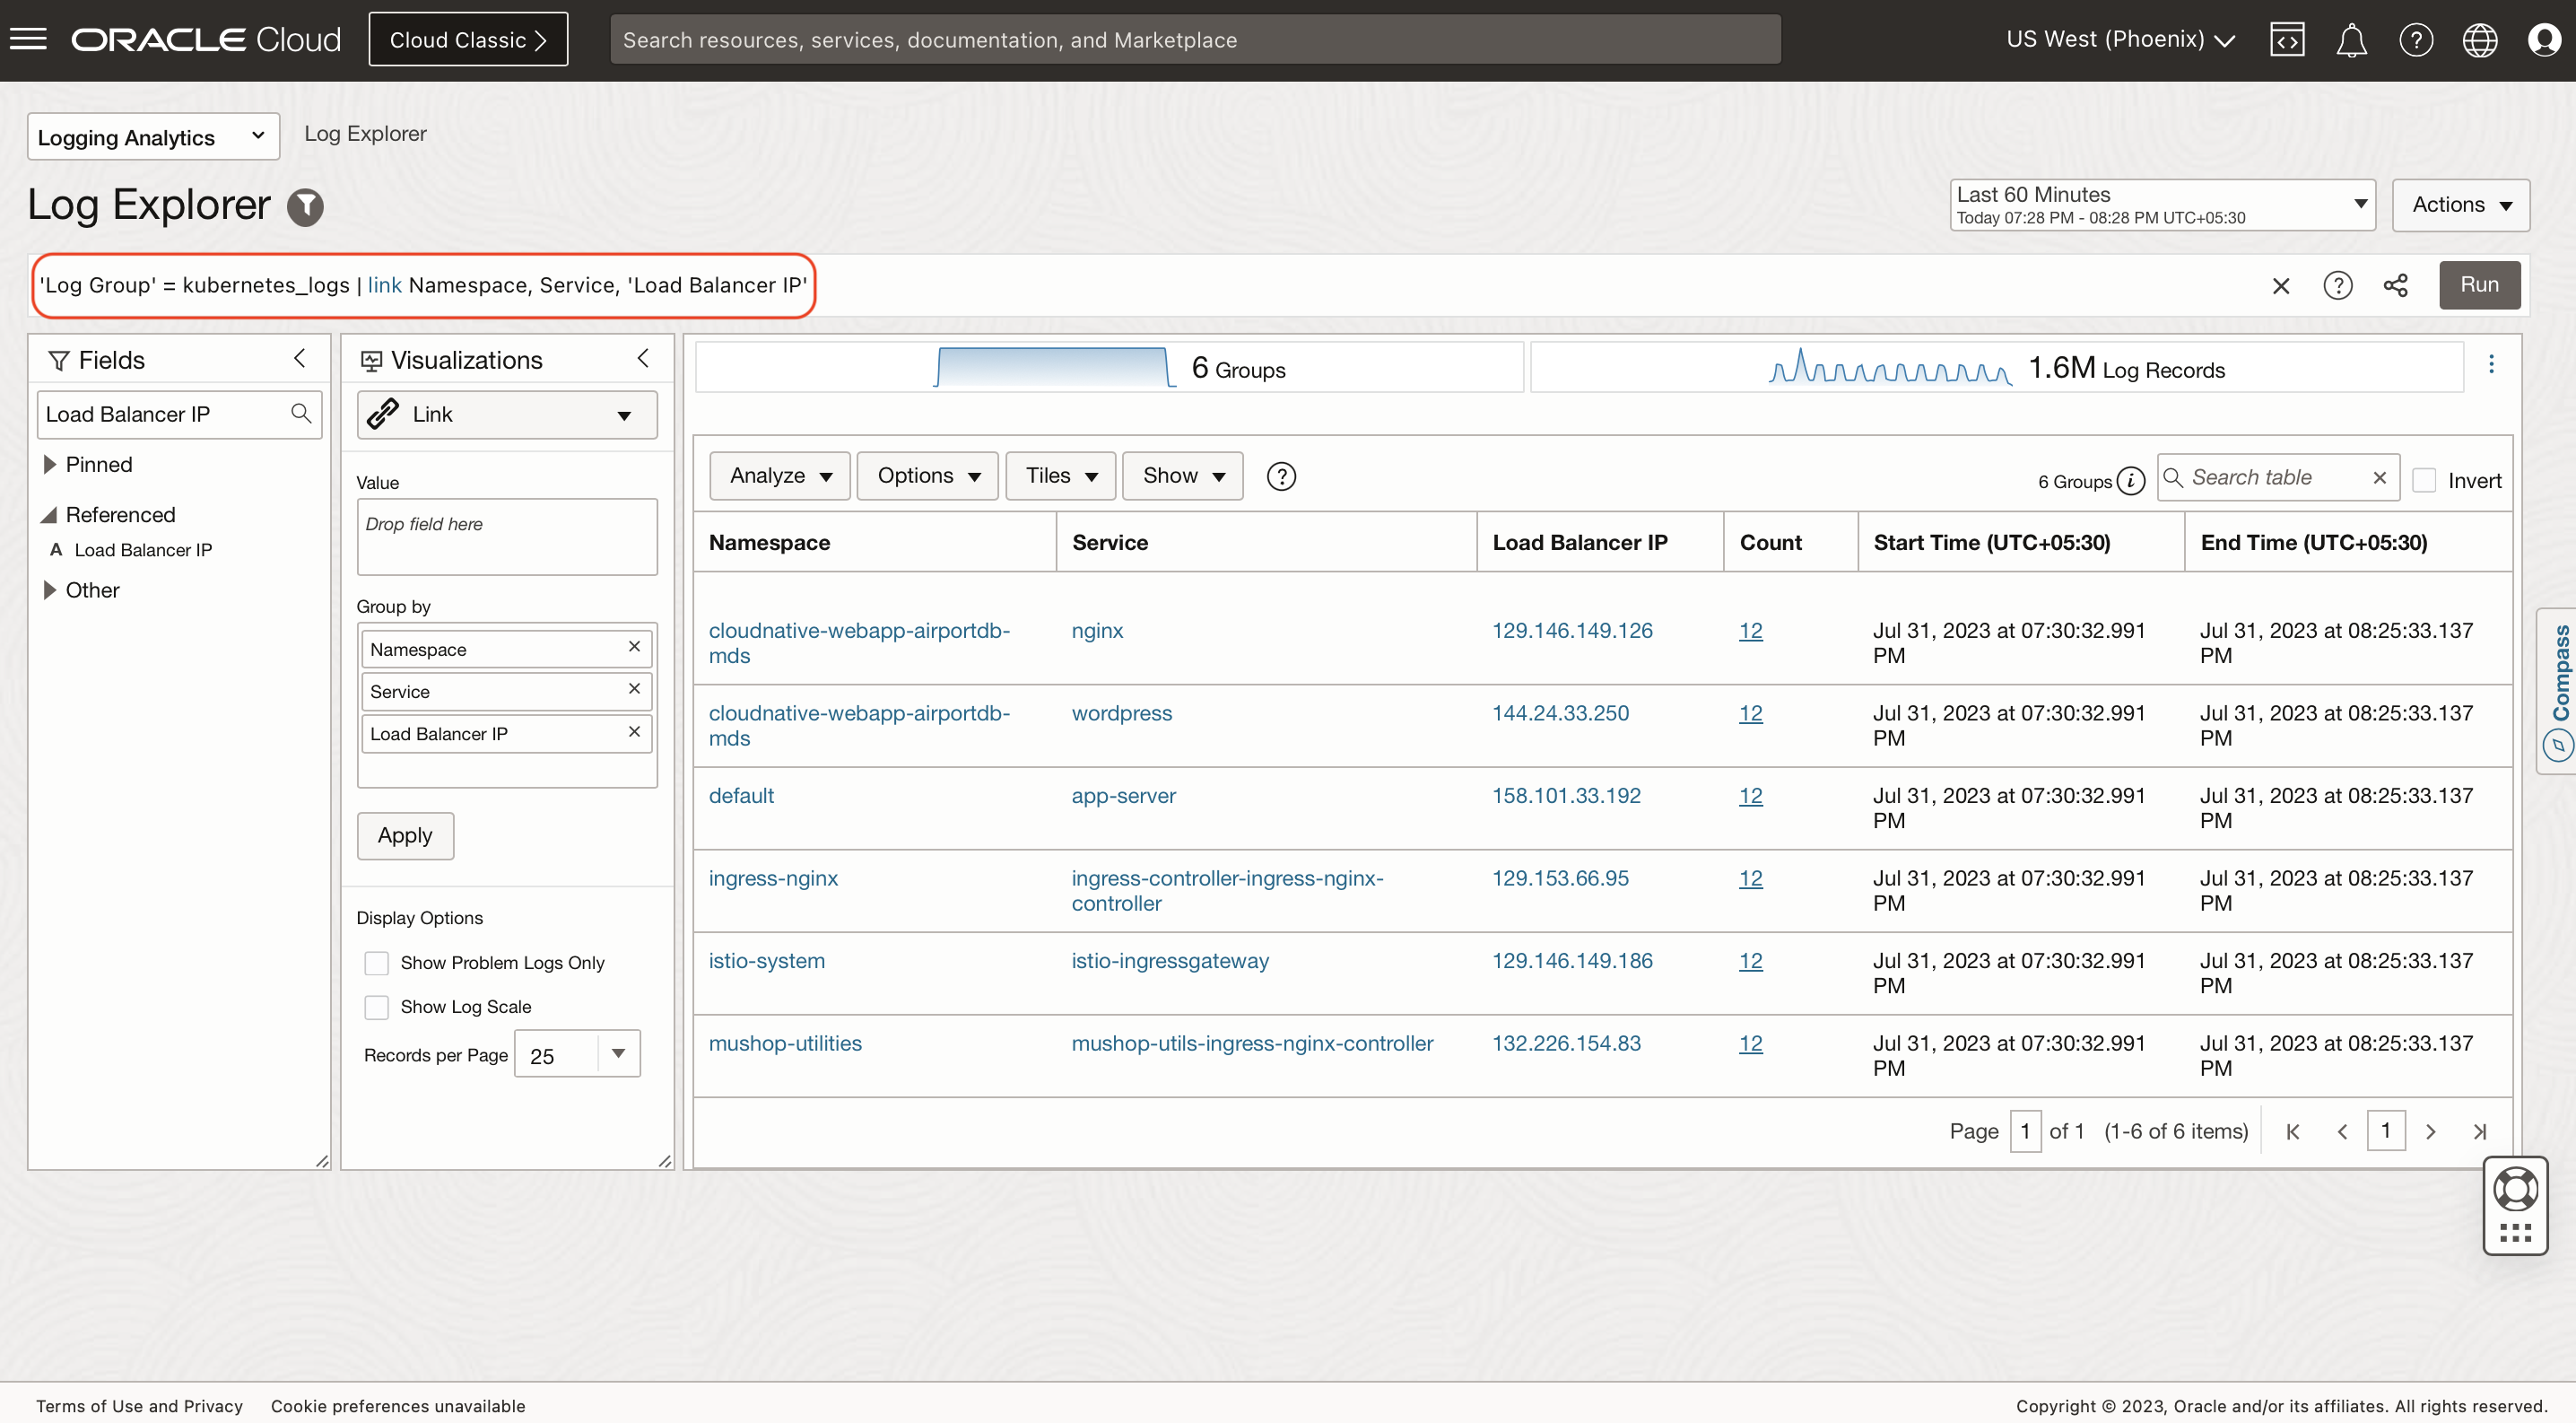 ORACLE Cloud
Cloud Classic
Search resources, services, documentation, and Marketplace
US West (Phoenix)
Logging Analytics
Log Explorer
Log Explorer
Last 60 Minutes
Today 07:28 PM - 08:28 PM UTC+05:30
Actions
'Log Group' = kubernetes_logs | link Namespace, Service, 'Load Balancer IP'
Run
Fields
Load Balancer IP
Pinned
Referenced
A Load Balancer IP
Other
Visualizations
Link
Value
Drop field here
Group by
Namespace
Service
Load Balancer IP
Apply
Display Options
Show Problem Logs Only
Show Log Scale
Records per Page 25
6 Groups
1.6M Log Records
Analyze Options Tiles Show
6 Groups
Search table
Invert
Namespace Service Load Balancer IP Count Start Time (UTC+05:30) End Time (UTC+05:30)
cloudnative-webapp-airportdb- nginx 129.146.149.126 12 Jul 31, 2023 at 07:30:32.991 Jul 31, 2023 at 08:25:33.137
mds PM PM
cloudnative-webapp-airportdb- wordpress 144.24.33.250 12 Jul 31, 2023 at 07:30:32.991 Jul 31, 2023 at 08:25:33.137
mds PM PM
default app-server 158.101.33.192 12 Jul 31, 2023 at 07:30:32.991 Jul 31, 2023 at 08:25:33.137
PM PM
ingress-nginx ingress-controller-ingress-nginx- 129.153.66.95 12 Jul 31, 2023 at 07:30:32.991 Jul 31, 2023 at 08:25:33.137
controller PM PM
istio-system istio-ingressgateway 129.146.149.186 12 Jul 31, 2023 at 07:30:32.991 Jul 31, 2023 at 08:25:33.137
PM PM
mushop-utilities mushop-utils-ingress-nginx-controller 132.226.154.83 12 Jul 31, 2023 at 07:30:32.991 Jul 31, 2023 at 08:25:33.137
PM PM
Page 1 of 1 (1-6 of 6 items) 1
Compass
Terms of Use and Privacy Cookie preferences unavailable
Copyright © 2023, Oracle and/or its affiliates. All rights reserved.